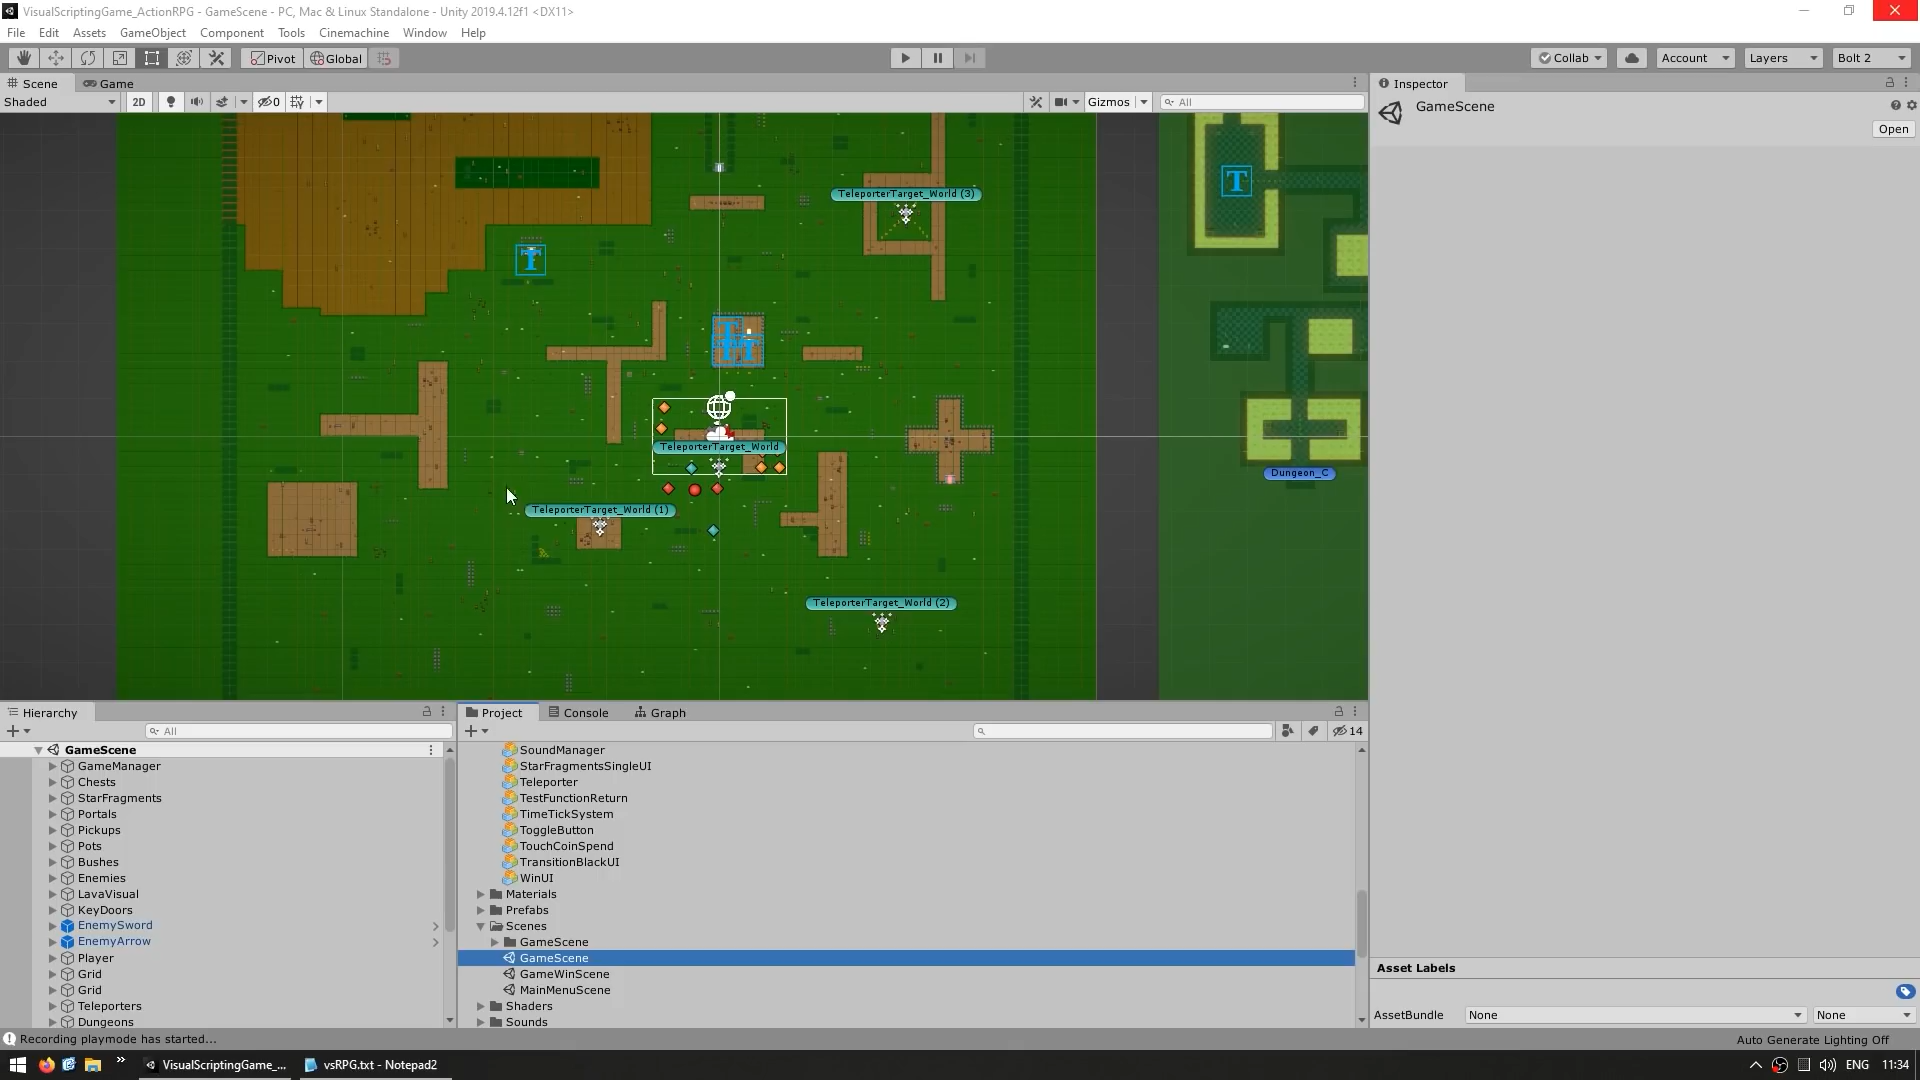 VisualScriptingGame_ActionRPG - GameScene - PC, Mac & Linux Standalone - Unity 2019.4.12f1 <DX11>
File Edit Assets GameObject Component Tools Cinemachine Window Help
Pivot Global Collab Account Layers Bolt 2
Scene Game
Shaded 2D 0 Gizmos All
Inspector
GameScene
Open
TeleporterTarget_World (3)
T
T
T
T T
TeleporterTarget_World
Dungeon_C
TeleporterTarget_World (1)
TeleporterTarget_World (2)
Hierarchy
All
GameScene
GameManager
Chests
StarFragments
Portals
Pickups
Pots
Bushes
Enemies
LavaVisual
KeyDoors
EnemySword
EnemyArrow
Player
Grid
Grid
Teleporters
Dungeons
Project Console Graph
14
SoundManager
StarFragmentsSingleUI
Teleporter
TestFunctionReturn
TimeTickSystem
ToggleButton
TouchCoinSpend
TransitionBlackUI
WinUI
Materials
Prefabs
Scenes
GameScene
GameScene
GameWinScene
MainMenuScene
Shaders
Sounds
Asset Labels
AssetBundle None None
Recording playmode has started...
Auto Generate Lighting Off
VisualScriptingGame_... vsRPG.txt - Notepad2 ENG 11:34